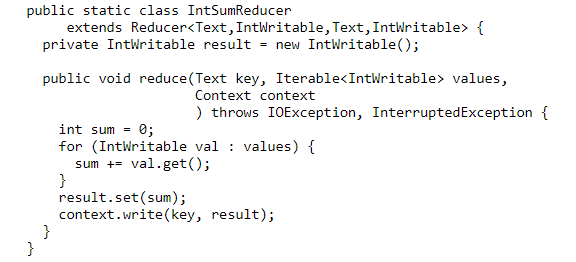 public static class IntSumReducer
     extends Reducer<Text,IntWritable,Text,IntWritable> {
  private IntWritable result = new IntWritable();

  public void reduce(Text key, Iterable<IntWritable> values,
                     Context context
                     ) throws IOException, InterruptedException {
    int sum = 0;
    for (IntWritable val : values) {
      sum += val.get();
    }
    result.set(sum);
    context.write(key, result);
  }
}